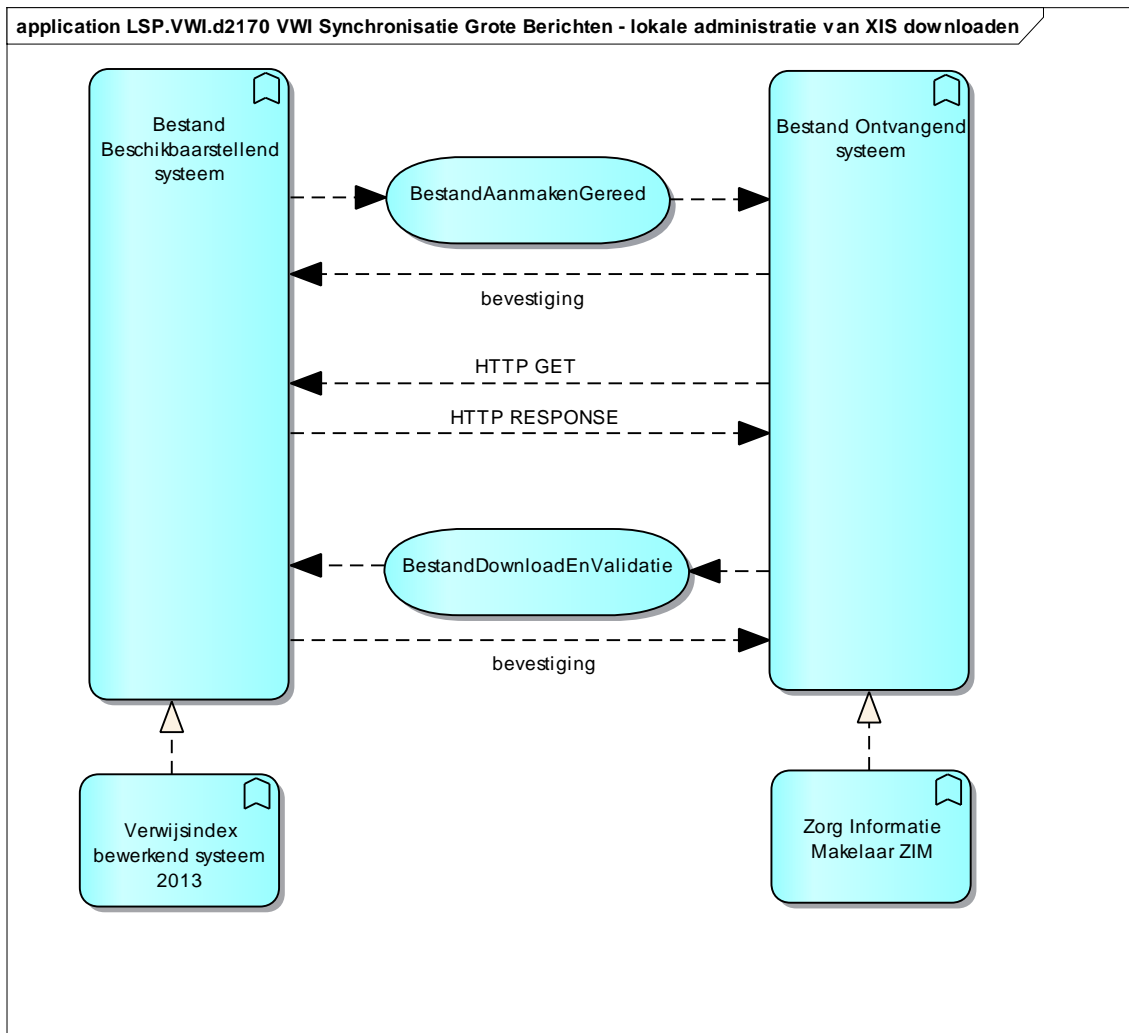 application LSP.VWI.d2170 VWI Synchronisatie Grote Berichten - lokale administratie van XIS downloaden
Bestand
Beschikbaarstellend
systeem
Bestand Ontvangend
systeem
BestandAanmakenGereed
bevestiging
HTTP GET
HTTP RESPONSE
BestandDownloadEnValidatie
bevestiging
Verwijsindex
bewerkend systeem
2013
Zorg Informatie
Makelaar ZIM